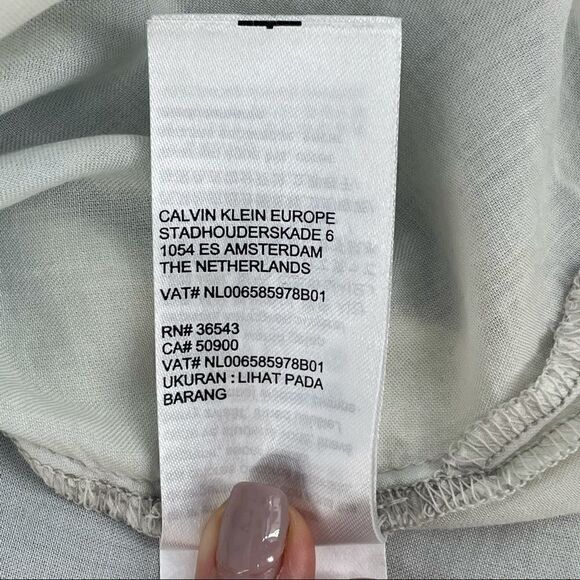 CALVIN KLEIN EUROPE
STADHOUDERSKADE 6
1054 ES AMSTERDAM
THE NETHERLANDS
VAT# NL006585978B01
RN# 36543
CA# 50900
VAT# NL006585978B01
UKURAN : LIHAT PADA
BARANG